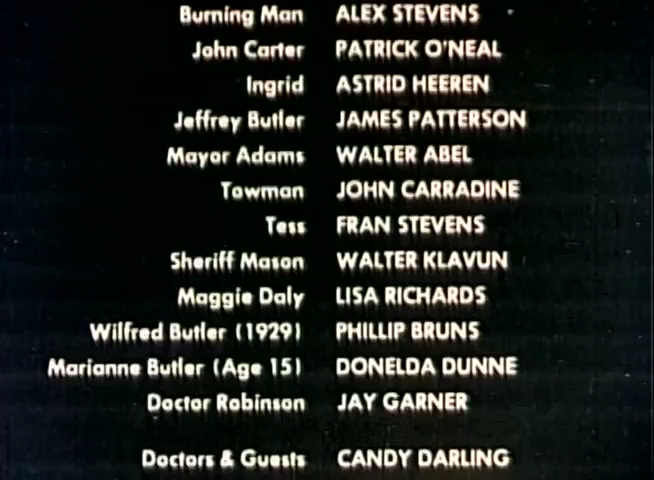 Burning Man ALEX STEVENS
John Carter PATRICK O'NEAL
Ingrid ASTRID HEEREN
Jeffrey Butler JAMES PATTERSON
Mayor Adams WALTER ABEL
Towman JOHN CARRADINE
Tess FRAN STEVENS
Sheriff Mason WALTER KLAVUN
Maggie Daly LISA RICHARDS
Wilfred Butler (1929) PHILLIP BRUNS
Marianne Butler (Age 15) DONELDA DUNNE
Doctor Robinson JAY GARNER
Doctors & Guests CANDY DARLING